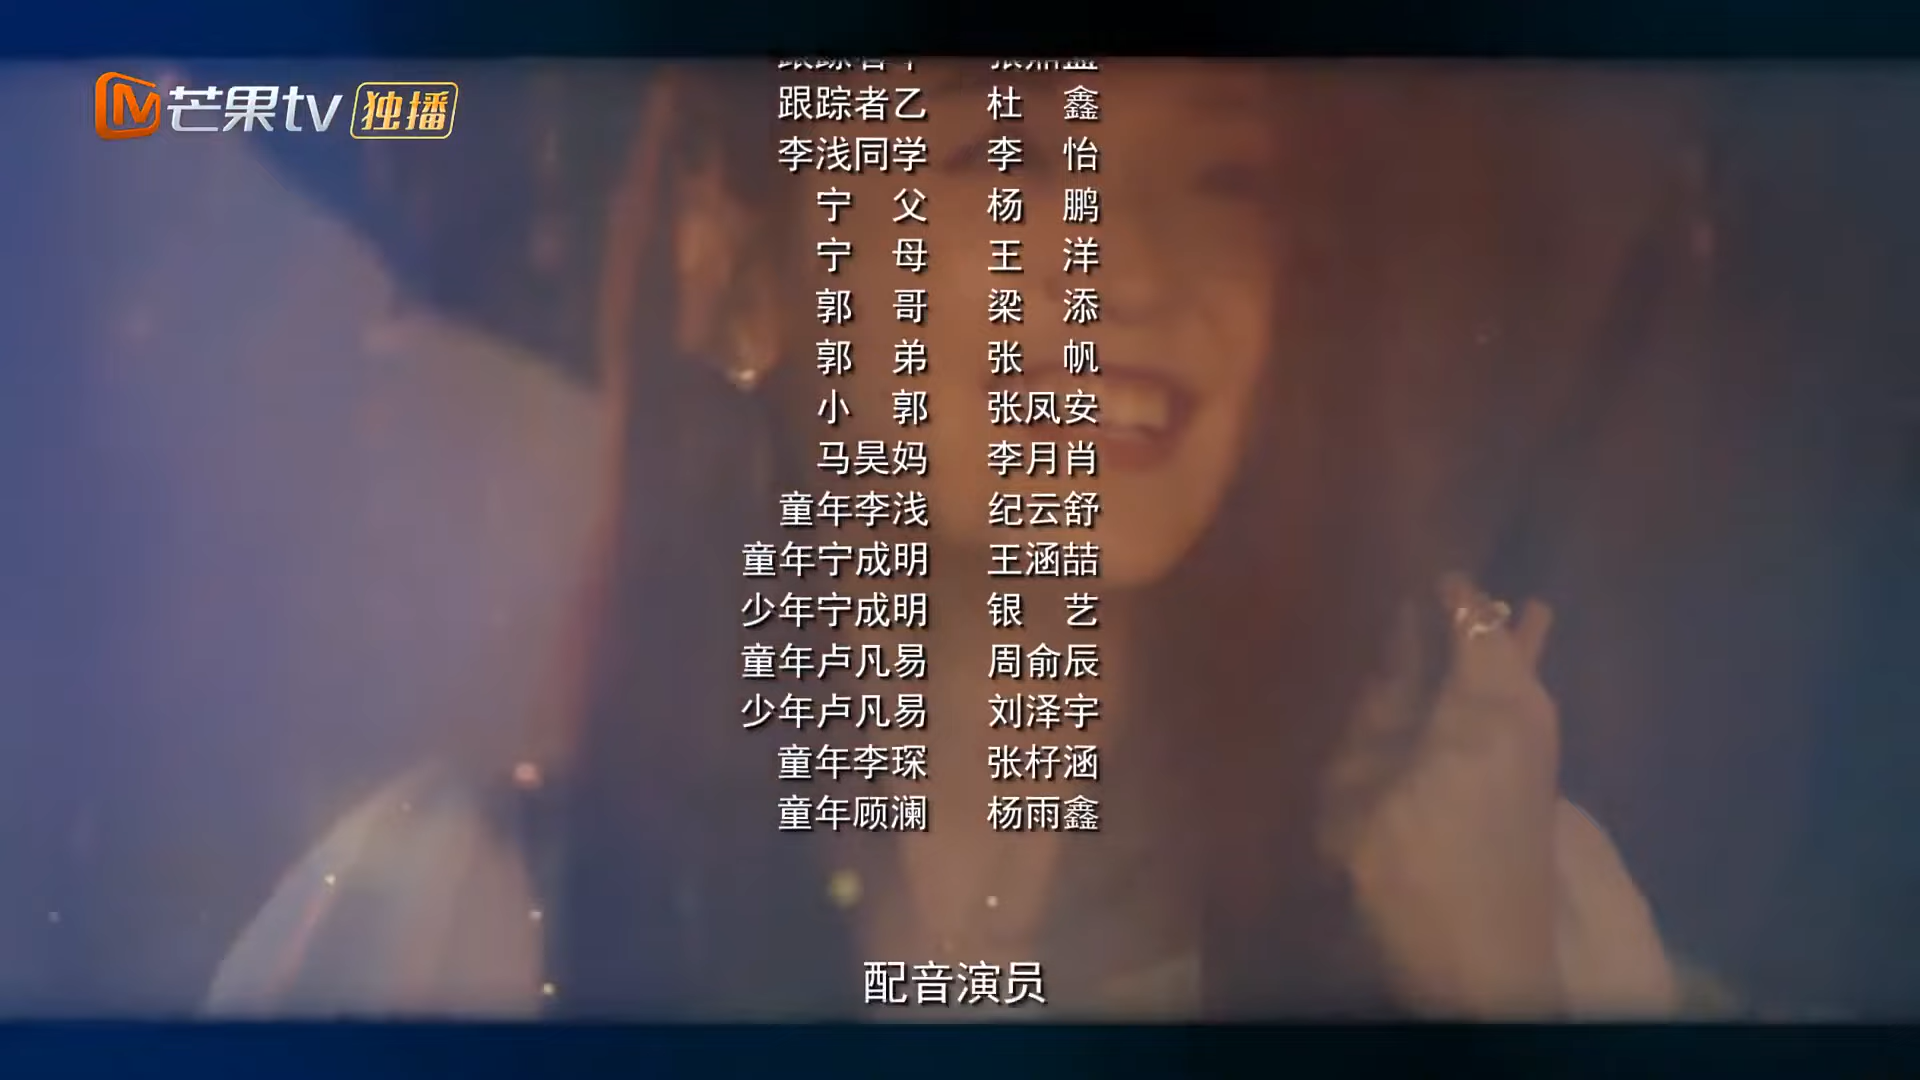 芒果tv 独播
跟踪者乙 杜 鑫
李浅同学 李 怡
宁 父 杨 鹏
宁 母 王 洋
郭 哥 梁 添
郭 弟 张 帆
小 郭 张凤安
马昊妈 李月肖
童年李浅 纪云舒
童年宁成明 王涵喆
少年宁成明 银 艺
童年卢凡易 周俞辰
少年卢凡易 刘泽宇
童年李琛 张杍涵
童年顾澜 杨雨鑫
配音演员